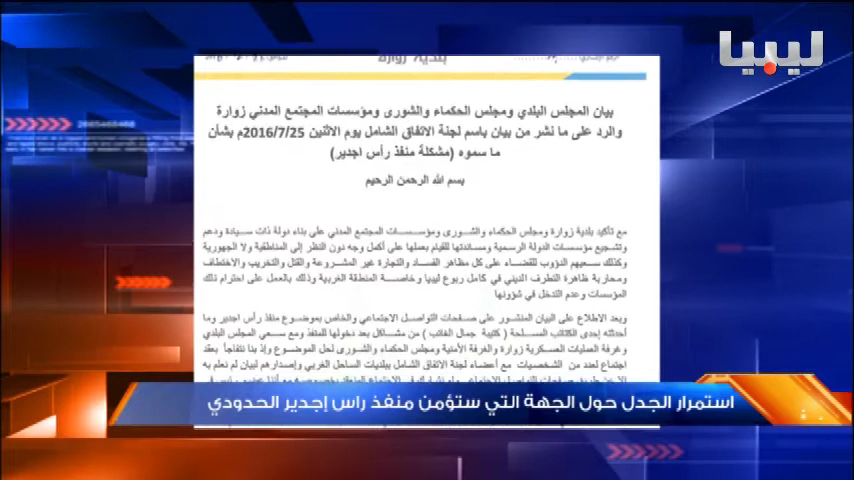 ليبيا
بلدية زوارة
بيان المجلس البلدي ومجلس الحكماء والشورى ومؤسسات المجتمع المدني زوارة
والرد على ما نشر من بيان باسم لجنة الاتفاق الشامل يوم الاثنين 2016/7/25م بشأن
ما سموه (مشكلة منفذ رأس اجدير)
بسم الله الرحمن الرحيم
مع تأكيد بلدية زوارة ومجلس الحكماء والشورى ومؤسسات المجتمع المدني على بناء دولة ذات سيادة ودعم
وتشجيع مؤسسات الدولة الرسمية ومساندتها للقيام بعملها على أكمل وجه دون النظر إلى المناطقية ولا الجهوية
وكذلك سعيهم الدؤوب للقضاء على كل مظاهر الفساد والتجارة غير المشروعة والقتل والتخريب والاختطاف
ومحاربة ظاهرة التطرف الديني في كامل ربوع ليبيا وخاصة المنطقة الغربية وذلك بالعمل على احترام تلك
المؤسسات وعدم التدخل في شؤونها
وبعد الاطلاع على البيان المنشور على صفحات التواصل الاجتماعي والخاص بموضوع منفذ رأس اجدير وما
أحدثته إحدى الكتائب المسلحة ( كتيبة جمال الغائب ) من مشاكل بعد دخولها للمنفذ ومع سعي المجلس البلدي
وغرفة العمليات العسكرية زوارة والغرفة الأمنية ومجلس الحكماء والشورى لحل الموضوع وإذ بنا نتفاجأ بعقد
اجتماع لعدد من الشخصيات مع أعضاء لجنة الاتفاق الشامل ببلديات الساحل الغربي وإصدارهم لبيان لم نعلم به
استمرار الجدل حول الجهة التي ستؤمن منفذ راس إجدير الحدودي